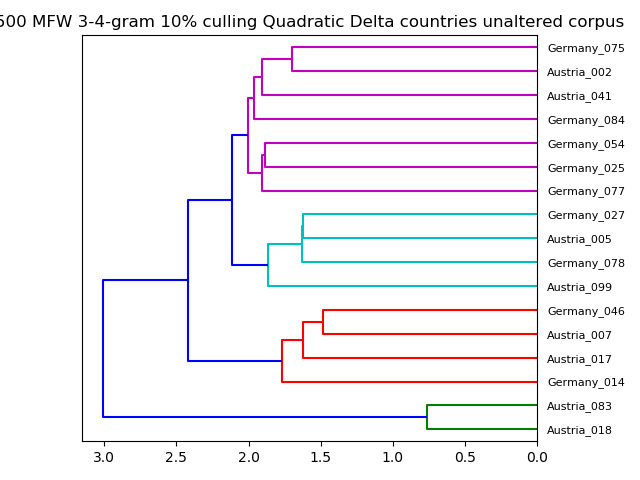 500 MFW 3-4-gram 10% culling Quadratic Delta countries unaltered corpus
Germany_075
Austria_002
Austria_041
Germany_084
Germany_054
Germany_025
Germany_077
Germany_027
Austria_005
Germany_078
Austria_099
Germany_046
Austria_007
Austria_017
Germany_014
Austria_083
Austria_018
3.0 2.5 2.0 1.5 1.0 0.5 0.0